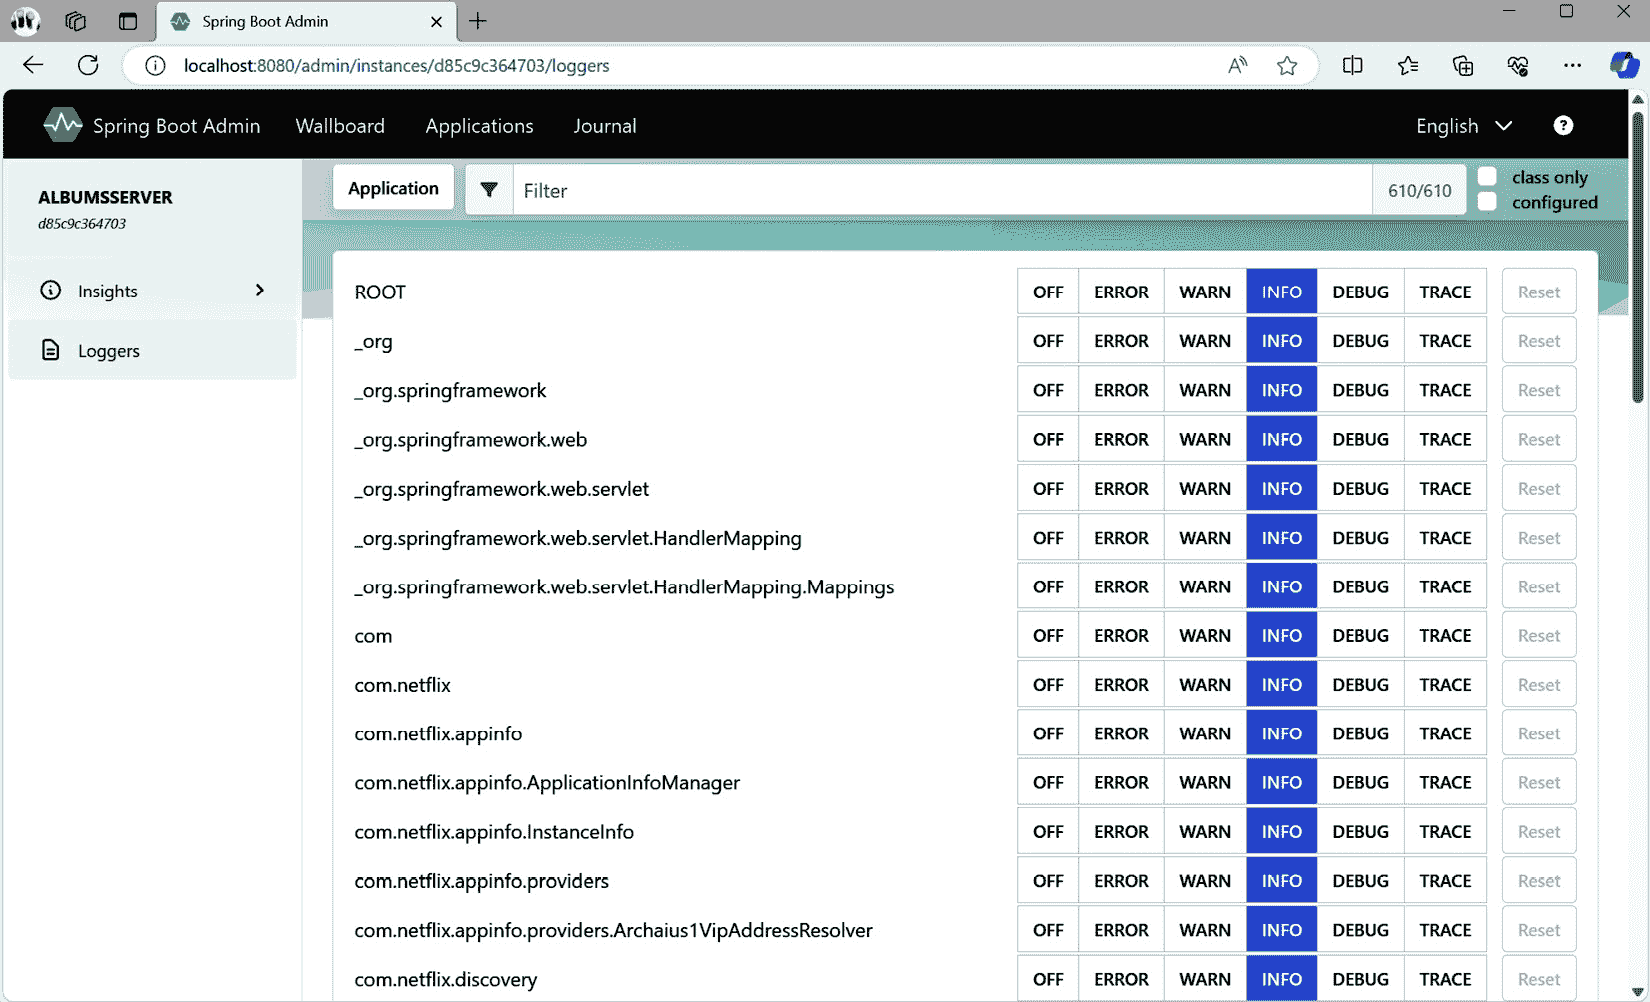 Spring Boot Admin
localhost:8080/admin/instances/d85c9c364703/loggers
Spring Boot Admin Wallboard Applications Journal English ?
ALBUMSSERVER
d85c9c364703
Insights
Loggers
Application Filter 610/610 class only
configured
ROOT OFF ERROR WARN INFO DEBUG TRACE Reset
_org OFF ERROR WARN INFO DEBUG TRACE Reset
_org.springframework OFF ERROR WARN INFO DEBUG TRACE Reset
_org.springframework.web OFF ERROR WARN INFO DEBUG TRACE Reset
_org.springframework.web.servlet OFF ERROR WARN INFO DEBUG TRACE Reset
_org.springframework.web.servlet.HandlerMapping OFF ERROR WARN INFO DEBUG TRACE Reset
_org.springframework.web.servlet.HandlerMapping.Mappings OFF ERROR WARN INFO DEBUG TRACE Reset
com OFF ERROR WARN INFO DEBUG TRACE Reset
com.netflix OFF ERROR WARN INFO DEBUG TRACE Reset
com.netflix.appinfo OFF ERROR WARN INFO DEBUG TRACE Reset
com.netflix.appinfo.ApplicationInfoManager OFF ERROR WARN INFO DEBUG TRACE Reset
com.netflix.appinfo.InstanceInfo OFF ERROR WARN INFO DEBUG TRACE Reset
com.netflix.appinfo.providers OFF ERROR WARN INFO DEBUG TRACE Reset
com.netflix.appinfo.providers.Archaius1VipAddressResolver OFF ERROR WARN INFO DEBUG TRACE Reset
com.netflix.discovery OFF ERROR WARN INFO DEBUG TRACE Reset